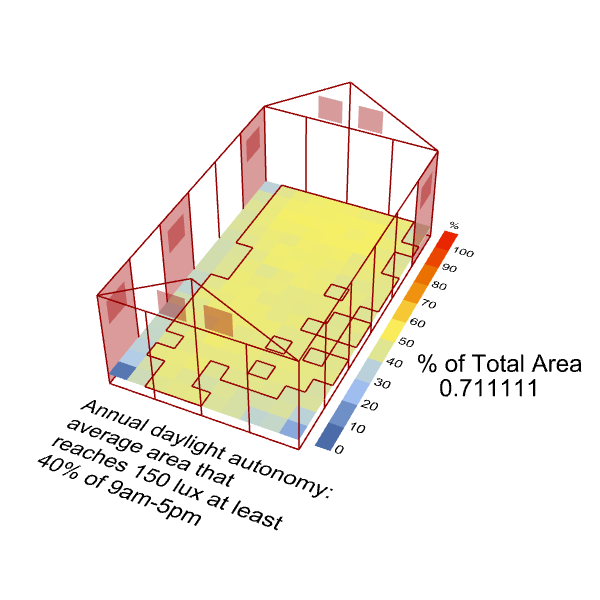 %
100
90
80
70
60
50
40
30
20
10
0
% of Total Area
0.711111
Annual daylight autonomy:
average area that
reaches 150 lux at least
40% of 9am-5pm